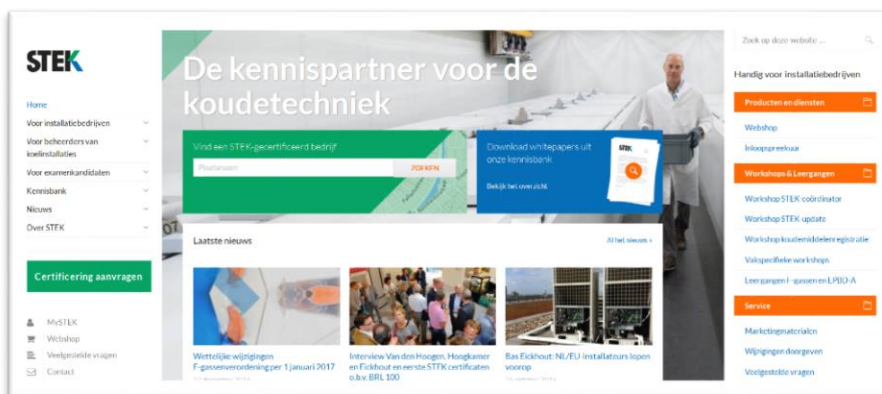 STEK
Home
Voor installatiebedrijven
Voor beheerders van
koelinstallaties
Voor examenkandidaten
Kennisbank
Nieuws
Over STEK
Certificering aanvragen
MySTEK
Webshop
Veelgestelde vragen
Contact
De kennispartner voor de
koudetechniek
Vind een STEK-gecertificeerd bedrijf
Plaatsnaam
ZOEKEN
Download whitepapers uit
onze kennisbank
Bekijk het overzicht
STEK
Laatste nieuws
Al het nieuws »
Wettelijke wijzigingen
F-gassenverordening per 1 januari 2017
Interview Van den Hoogen, Hoogkamer
en Eickhout en eerste STEK certificaten
o.b.v. BRL 100
Bas Eickhout: NL/EU-installateurs lopen
voorop
Zoek op deze website ...
Handig voor installatiebedrijven
Producten en diensten
Webshop
Inloopspreekuur
Workshops & Leergangen
Workshop STEK-coördinator
Workshop STEK-update
Workshop koudemiddelenregistratie
Vakspecifieke workshops
Leergangen F-gassen en EPBD-A
Service
Marketingmaterialen
Wijzigingen doorgeven
Veelgestelde vragen